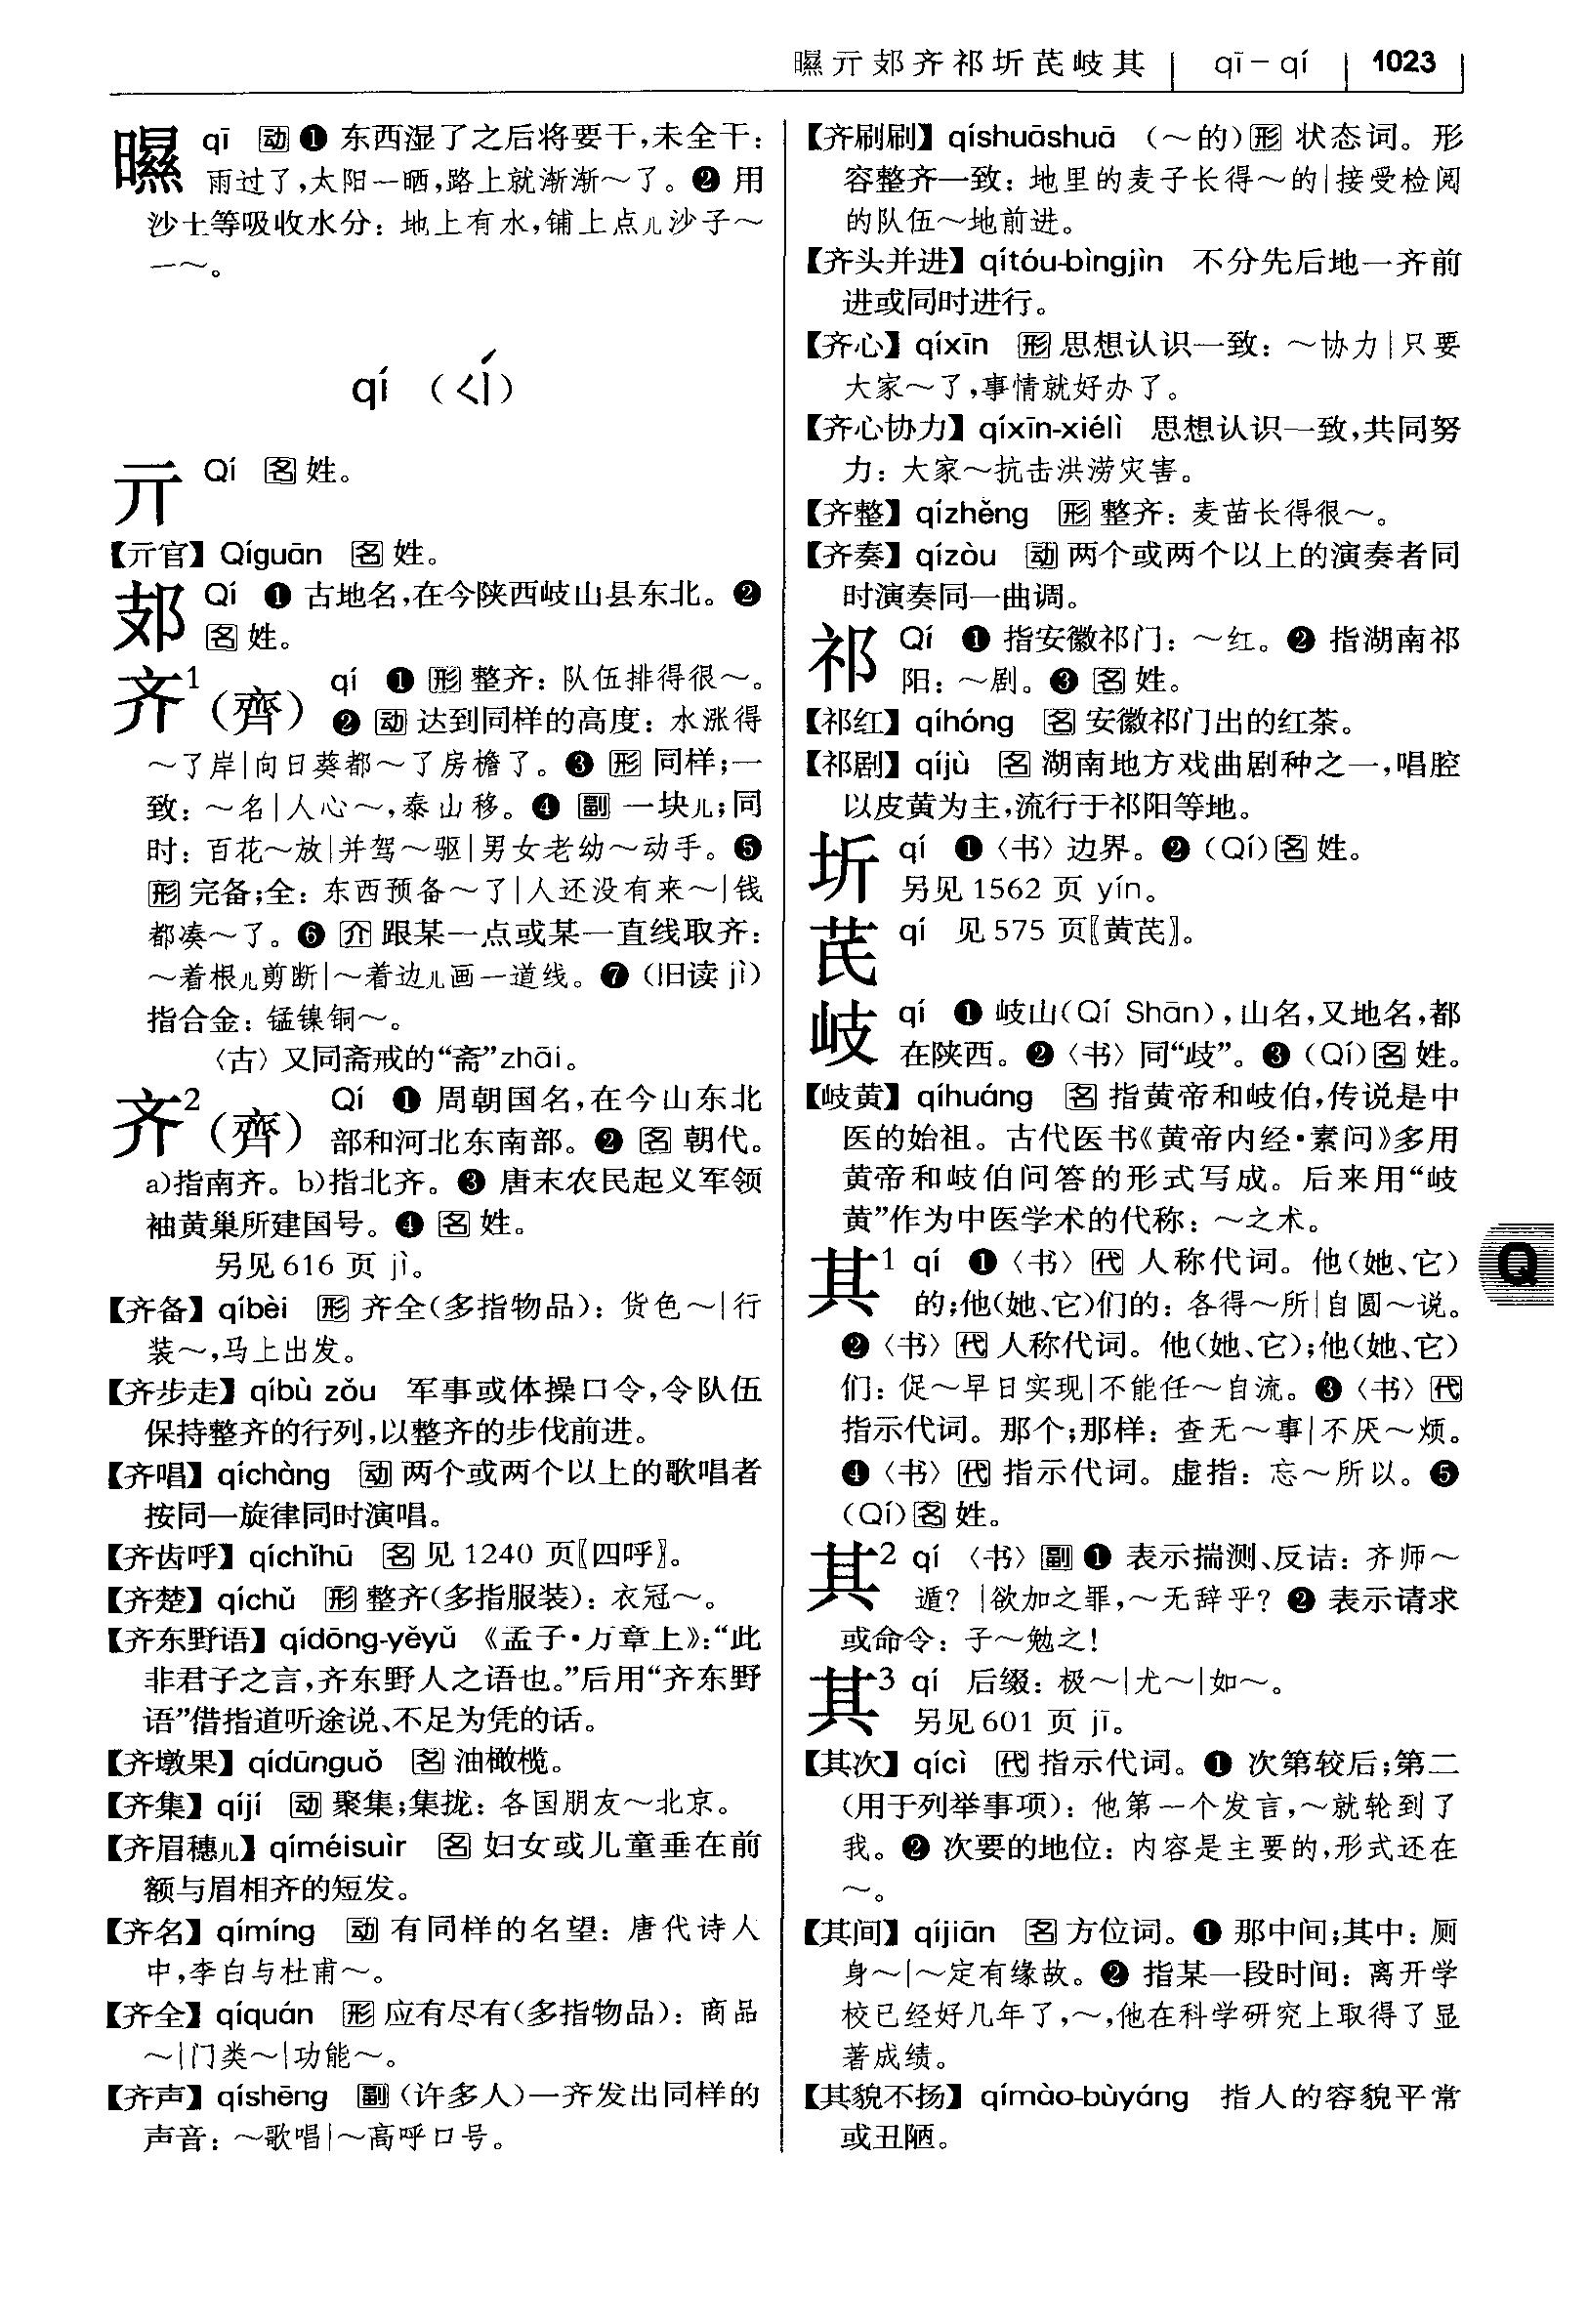 㬠亓郊齐祁圻芪岐其 qī－qí 1023
㬠 qī 动 ❶ 东西湿了之后将要干，未全干：
雨过了，太阳一晒，路上就渐渐～了。❷ 用
沙土等吸收水分：地上有水，铺上点儿沙子～
一～。
qí （ㄑㄧˊ）
亓 Qí 名 姓。
【亓官】Qíguān 名 姓。
郂 Qí ❶ 古地名，在今陕西岐山县东北。❷
名 姓。
齐¹（齊） qí ❶ 形 整齐：队伍排得很～。
❷ 动 达到同样的高度：水涨得
～了岸|向日葵都～了房檐了。❸ 形 同样；一
致：～名|人心～，泰山移。❹ 副 一块儿；同
时：百花～放|并驾～驱|男女老幼～动手。❺
形 完备；全：东西预备～了|人还没有来～|钱
都凑～了。❻ 介 跟某一点或某一直线取齐：
～着根儿剪断|～着边儿画一道线。❼（旧读 jì）
指合金：锰镍铜～。
〈古〉又同斋戒的“斋”zhāi。
齐²（齊） Qí ❶ 周朝国名，在今山东北
部和河北东南部。❷ 名 朝代。
a)指南齐。b)指北齐。❸ 唐末农民起义军领
袖黄巢所建国号。❹ 名 姓。
另见616 页 jì。
【齐备】qíbèi 形 齐全（多指物品）：货色～|行
装～，马上出发。
【齐步走】qíbù zǒu 军事或体操口令，令队伍
保持整齐的行列，以整齐的步伐前进。
【齐唱】qíchàng 动 两个或两个以上的歌唱者
按同一旋律同时演唱。
【齐齿呼】qíchǐhū 名 见 1240 页〖四呼〗。
【齐楚】qíchǔ 形 整齐（多指服装）：衣冠～。
【齐东野语】qídōng-yěyǔ 《孟子·万章上》：“此
非君子之言，齐东野人之语也。”后用“齐东野
语”借指道听途说、不足为凭的话。
【齐墩果】qídūnguǒ 名 油橄榄。
【齐集】qíjí 动 聚集；集拢：各国朋友～北京。
【齐眉穗儿】qíméisuìr 名 妇女或儿童垂在前
额与眉相齐的短发。
【齐名】qímíng 动 有同样的名望：唐代诗人
中，李白与杜甫～。
【齐全】qíquán 形 应有尽有（多指物品）：商品
～|门类～|功能～。
【齐声】qíshēng 副 （许多人）一齐发出同样的
声音：～歌唱|～高呼口号。
【齐刷刷】qíshuāshuā （～的）形 状态词。形
容整齐一致：地里的麦子长得～的|接受检阅
的队伍～地前进。
【齐头并进】qítóu-bìngjìn 不分先后地一齐前
进或同时进行。
【齐心】qíxīn 形 思想认识一致：～协力|只要
大家～了，事情就好办了。
【齐心协力】qíxīn-xiélì 思想认识一致，共同努
力：大家～抗击洪涝灾害。
【齐整】qízhěng 形 整齐：麦苗长得很～。
【齐奏】qízòu 动 两个或两个以上的演奏者同
时演奏同一曲调。
祁 Qí ❶ 指安徽祁门：～红。❷ 指湖南祁
阳：～剧。❸ 名 姓。
【祁红】qíhóng 名 安徽祁门出的红茶。
【祁剧】qíjù 名 湖南地方戏曲剧种之一，唱腔
以皮黄为主，流行于祁阳等地。
圻 qí ❶〈书〉边界。❷（Qí）名 姓。
另见 1562 页 yín。
芪 qí 见 575 页〖黄芪〗。
岐 qí ❶ 岐山（Qí Shān），山名，又地名，都
在陕西。❷〈书〉同“歧”。❸（Qí）名 姓。
【岐黄】qíhuáng 名 指黄帝和岐伯，传说是中
医的始祖。古代医书《黄帝内经·素问》多用
黄帝和岐伯问答的形式写成。后来用“岐
黄”作为中医学术的代称：～之术。
其¹ qí ❶〈书〉代 人称代词。他（她、它）
的；他（她、它）们的：各得～所|自圆～说。
❷〈书〉代 人称代词。他（她、它）；他（她、它）
们：促～早日实现|不能任～自流。❸〈书〉代
指示代词。那个；那样：查无～事|不厌～烦。
❹〈书〉代 指示代词。虚指：忘～所以。❺
（Qí）名 姓。
Q
其² qí 〈书〉副 ❶ 表示揣测、反诘：齐师～
遁？|欲加之罪，～无辞乎？❷ 表示请求
或命令：子～勉之！
其³ qí 后缀：极～|尤～|如～。
另见601 页 jī。
【其次】qícì 代 指示代词。❶ 次第较后；第二
（用于列举事项）：他第一个发言，～就轮到了
我。❷ 次要的地位：内容是主要的，形式还在
～。
【其间】qíjiān 名 方位词。❶ 那中间；其中：厕
身～|～定有缘故。❷ 指某一段时间：离开学
校已经好几年了，～，他在科学研究上取得了显
著成绩。
【其貌不扬】qímào-bùyáng 指人的容貌平常
或丑陋。